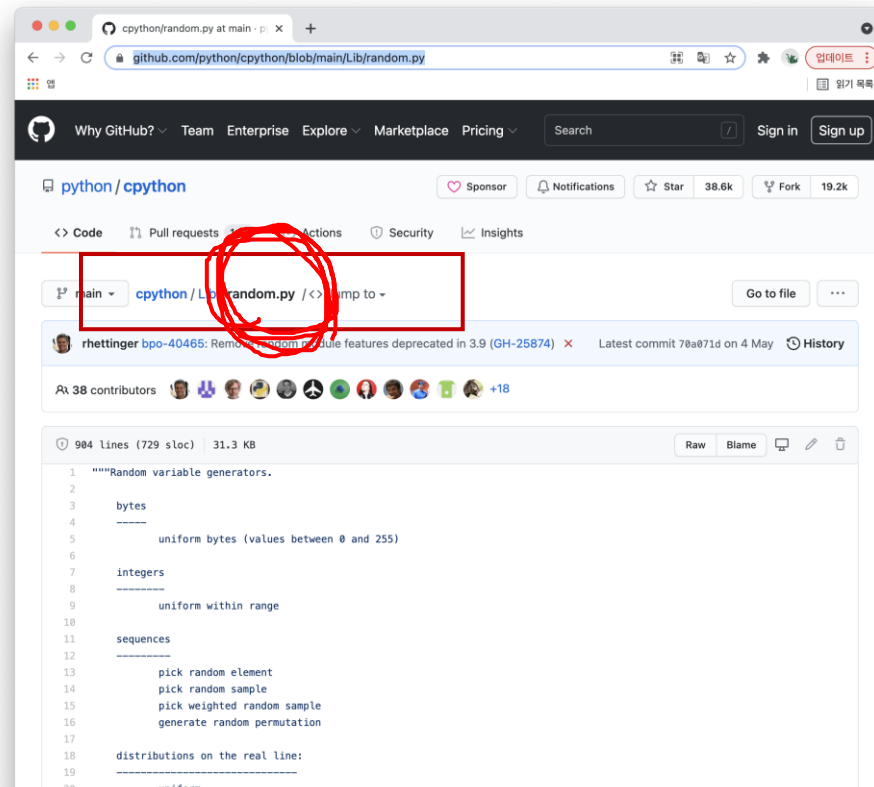 cpython/random.py at main · p
github.com/python/cpython/blob/main/Lib/random.py
업데이트
앱
읽기 목록
Why GitHub? Team Enterprise Explore Marketplace Pricing Search / Sign in Sign up
python / cpython
Sponsor Notifications Star 38.6k Fork 19.2k
<> Code Pull requests Actions Security Insights
main cpython / Lib random.py / <> Jump to Go to file ...
rhettinger bpo-40465: Remove random module features deprecated in 3.9 (GH-25874) × Latest commit 70a071d on 4 May History
38 contributors +18
904 lines (729 sloc) 31.3 KB Raw Blame
1 """Random variable generators.
2
3 bytes
4 -----
5 uniform bytes (values between 0 and 255)
6
7 integers
8 --------
9 uniform within range
10
11 sequences
12 ---------
13 pick random element
14 pick random sample
15 pick weighted random sample
16 generate random permutation
17
18 distributions on the real line:
19 ------------------------------